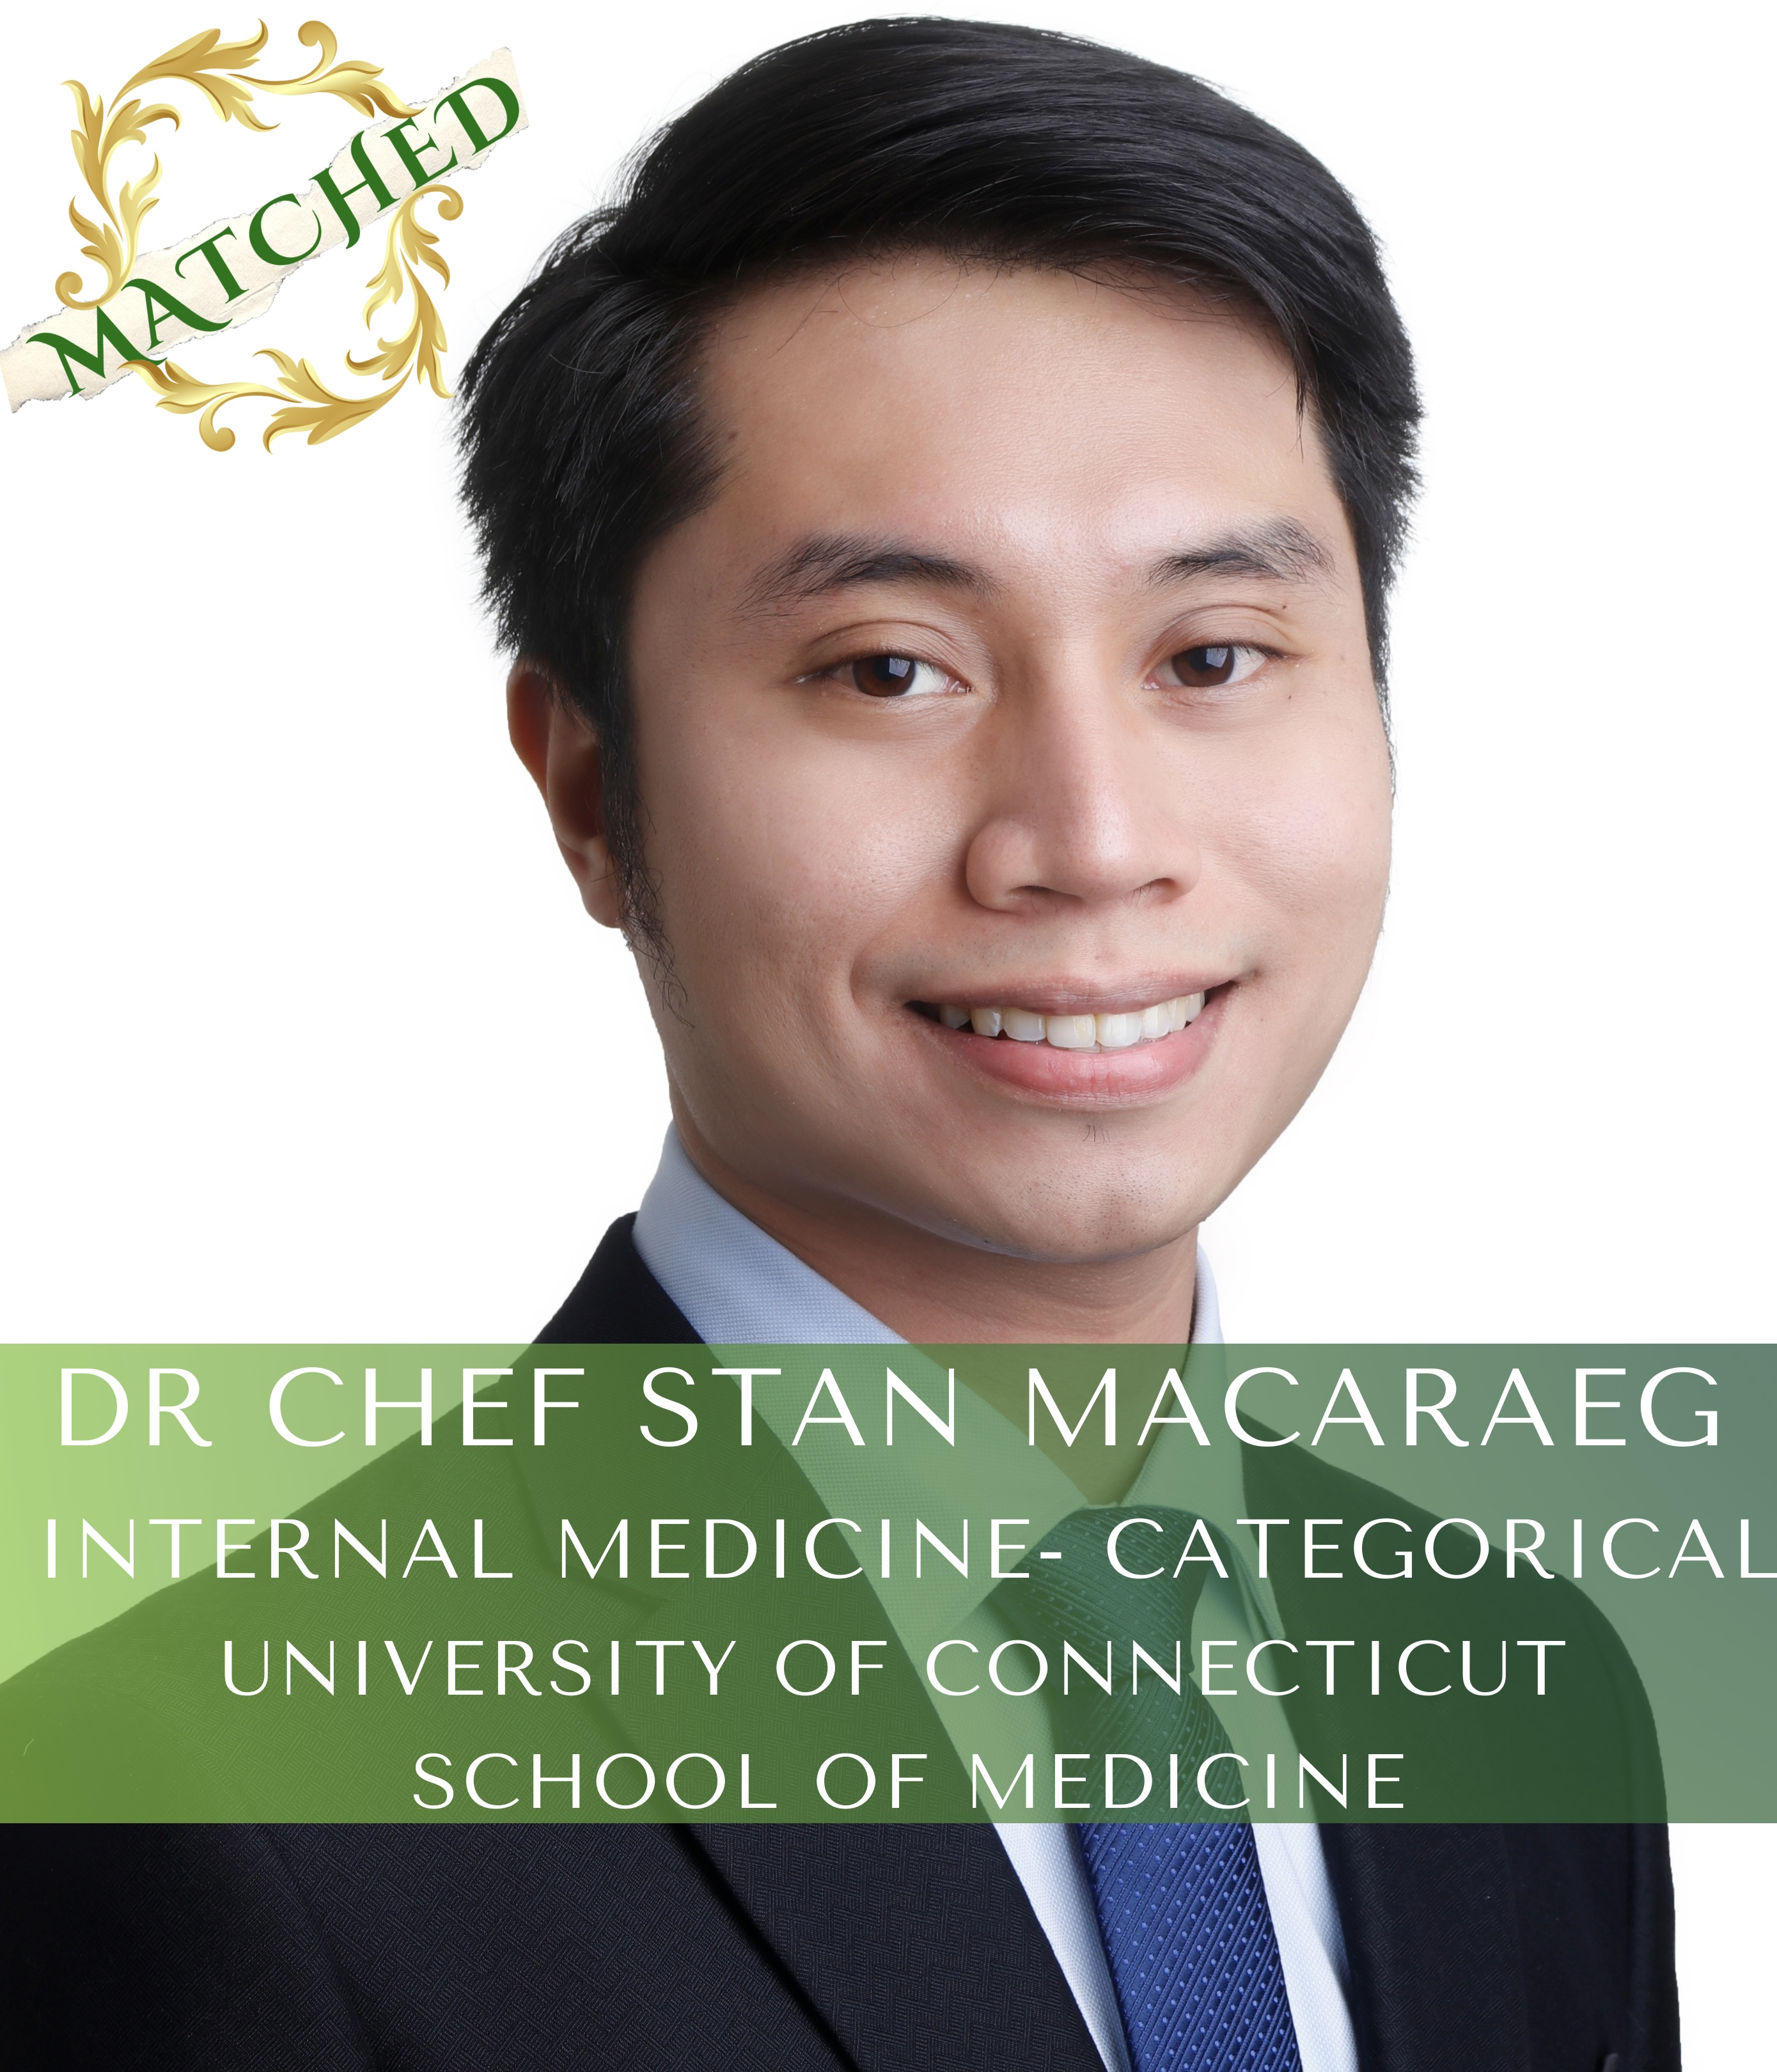 MATCHED
DR CHEF STAN MACARAEG
INTERNAL MEDICINE- CATEGORICAL
UNIVERSITY OF CONNECTICUT
SCHOOL OF MEDICINE